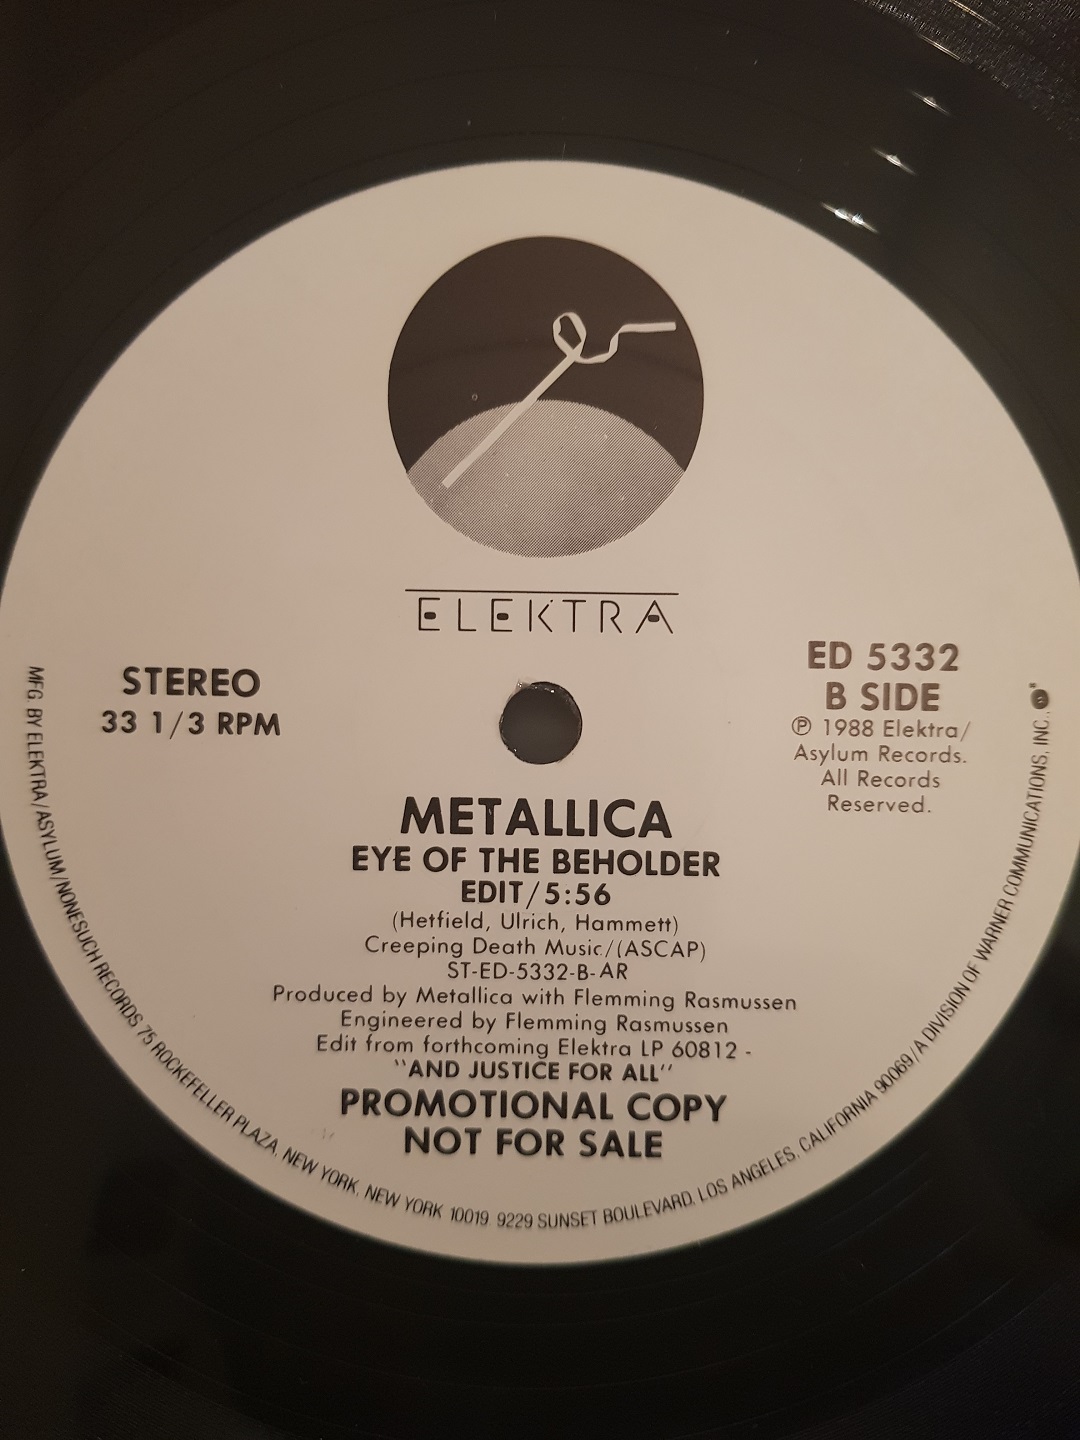 ELEKTRA
STEREO
33 1/3 RPM
ED 5332
B SIDE
℗ 1988 Elektra/
Asylum Records.
All Records
Reserved.
METALLICA
EYE OF THE BEHOLDER
EDIT/5:56
(Hetfield, Ulrich, Hammett)
Creeping Death Music/(ASCAP)
ST-ED-5332-B-AR
Produced by Metallica with Flemming Rasmussen
Engineered by Flemming Rasmussen
Edit from forthcoming Elektra LP 60812 -
"AND JUSTICE FOR ALL"
PROMOTIONAL COPY
NOT FOR SALE
MFG. BY ELEKTRA/ASYLUM/NONESUCH RECORDS, 75 ROCKEFELLER PLAZA, NEW YORK, NEW YORK 10019. 9229 SUNSET BOULEVARD, LOS ANGELES, CALIFORNIA 90069/A DIVISION OF WARNER COMMUNICATIONS, INC.